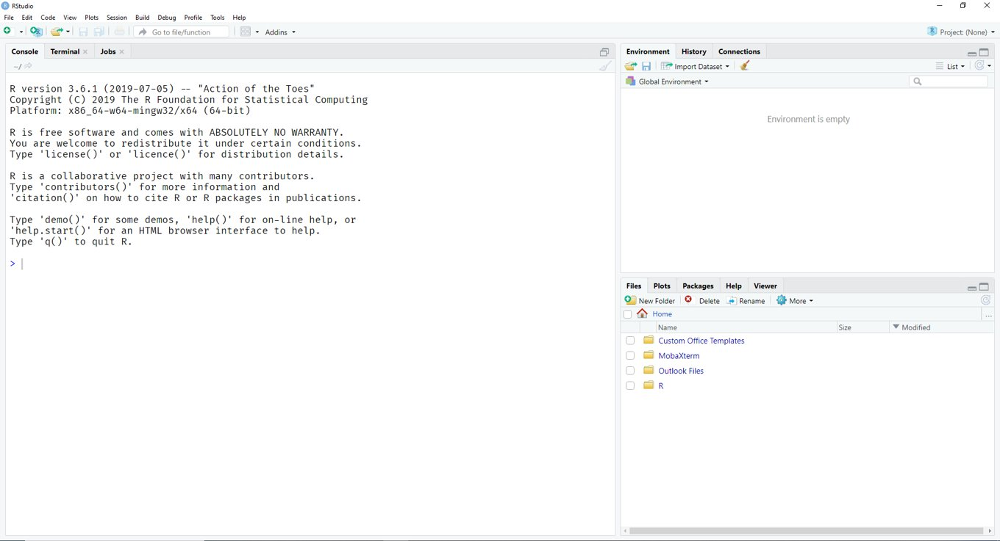 RStudio
File Edit Code View Plots Session Build Debug Profile Tools Help
Go to file/function Addins Project: (None)
Console Terminal Jobs
~/
R version 3.6.1 (2019-07-05) -- "Action of the Toes"
Copyright (C) 2019 The R Foundation for Statistical Computing
Platform: x86_64-w64-mingw32/x64 (64-bit)
R is free software and comes with ABSOLUTELY NO WARRANTY.
You are welcome to redistribute it under certain conditions.
Type 'license()' or 'licence()' for distribution details.
R is a collaborative project with many contributors.
Type 'contributors()' for more information and
'citation()' on how to cite R or R packages in publications.
Type 'demo()' for some demos, 'help()' for on-line help, or
'help.start()' for an HTML browser interface to help.
Type 'q()' to quit R.
>
Environment History Connections
Import Dataset List
Global Environment
Environment is empty
Files Plots Packages Help Viewer
New Folder Delete Rename More
Home ...
Name Size Modified
Custom Office Templates
MobaXterm
Outlook Files
R